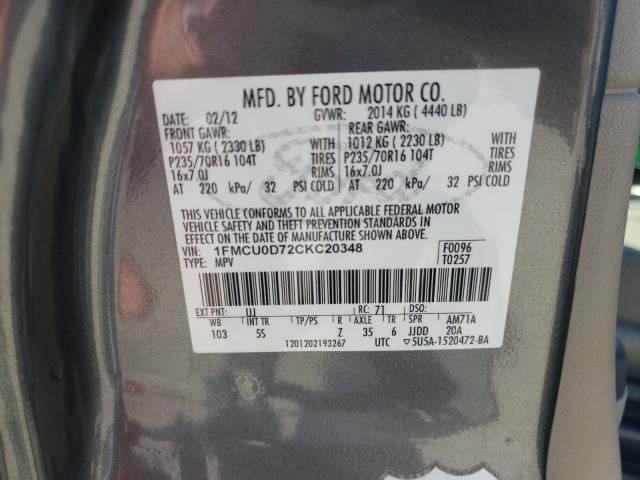 MFD. BY FORD MOTOR CO.
DATE: 02/12 GVWR: 2014 KG ( 4440 LB)
FRONT GAWR: REAR GAWR:
1057 KG ( 2330 LB) 1012 KG ( 2230 LB) WITH
P235/70R16 104T TIRES P235/70R16 104T TIRES
16x7.0J RIMS 16x7.0J RIMS
AT 220 kPa/ 32 PSI COLD AT 220 kPa/ 32 PSI COLD
THIS VEHICLE CONFORMS TO ALL APPLICABLE FEDERAL MOTOR
VEHICLE SAFETY AND THEFT PREVENTION STANDARDS IN
EFFECT ON THE DATE OF MANUFACTURE SHOWN ABOVE.
VIN: 1FMCU0D72CKC20348 F0096
TYPE: MPV T0257
EXT PNT: UJ RC: 71 DSO:
WB INT TR TP/PS R AXLE TR SPR AM71A
103 5S Z 35 6 JJDD 20A
1201202193267 UTC ▽5U5A-1520472-BA